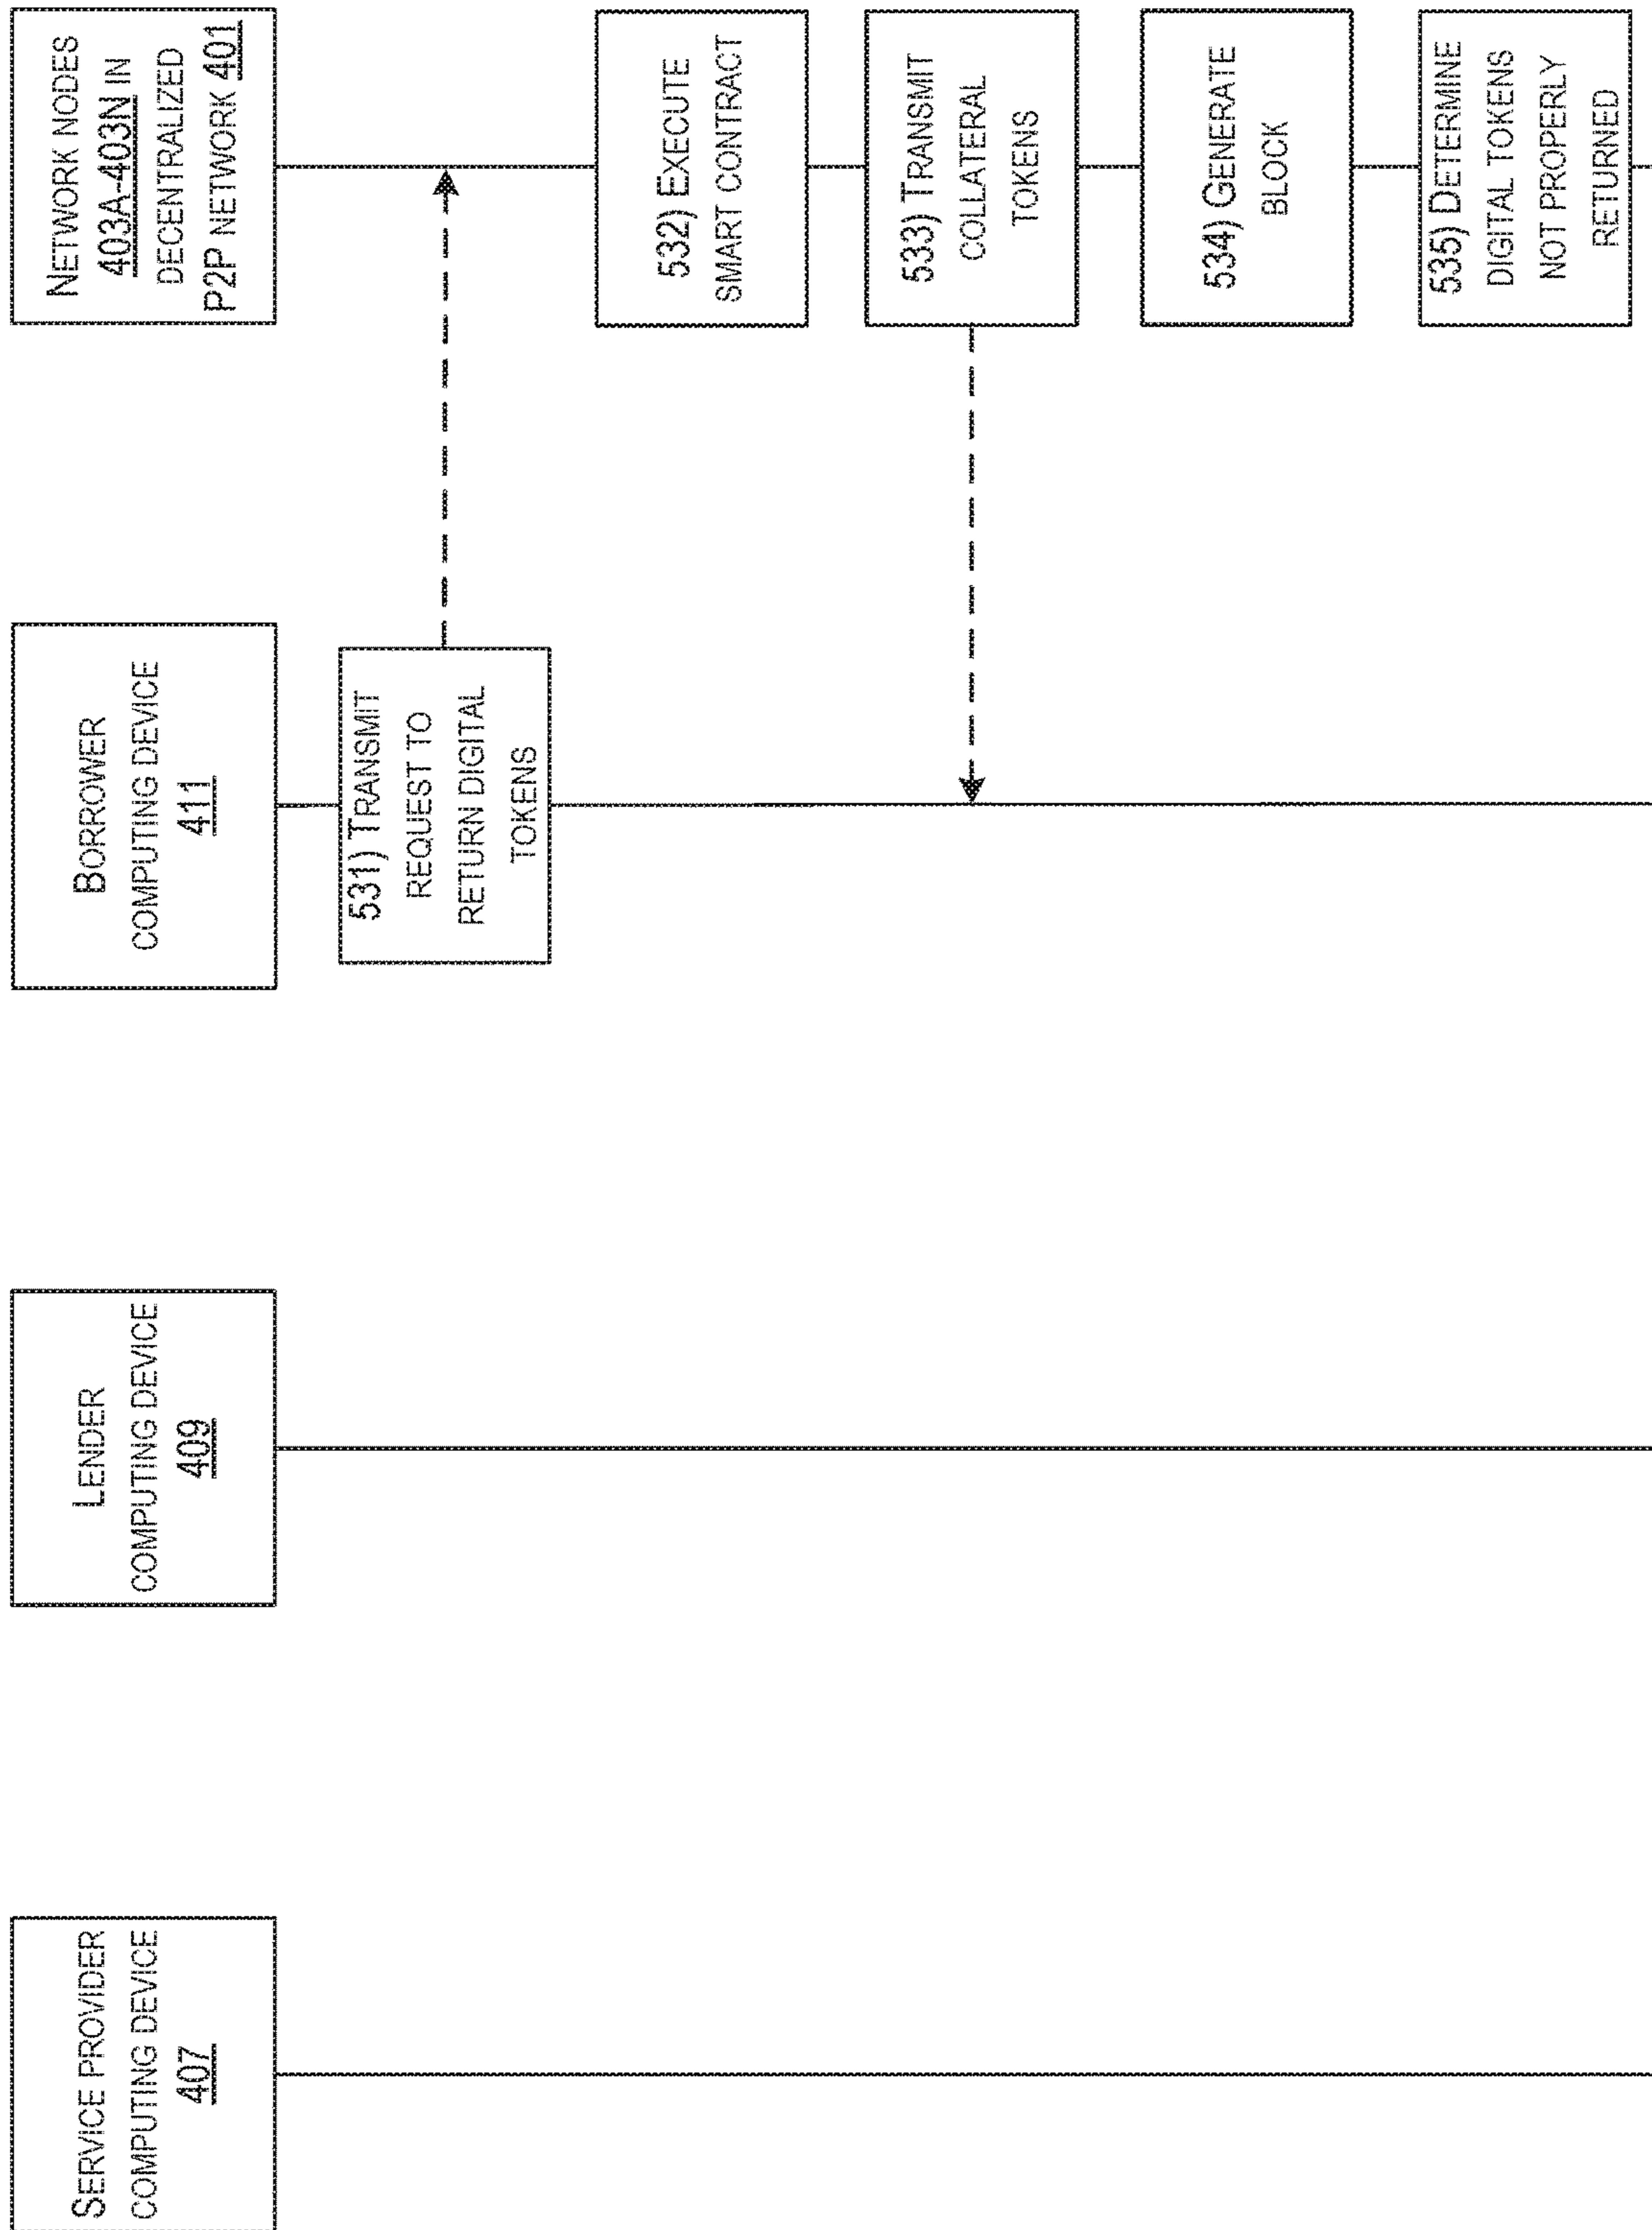 SERVICE PROVIDER
COMPUTING DEVICE
407
LENDER
COMPUTING DEVICE
409
BORROWER
COMPUTING DEVICE
411
NETWORK NODES
403A-403N IN
DECENTRALIZED
P2P NETWORK 401
531) TRANSMIT
REQUEST TO
RETURN DIGITAL
TOKENS
532) EXECUTE
SMART CONTRACT
533) TRANSMIT
COLLATERAL
TOKENS
534) GENERATE
BLOCK
535) DETERMINE
DIGITAL TOKENS
NOT PROPERLY
RETURNED